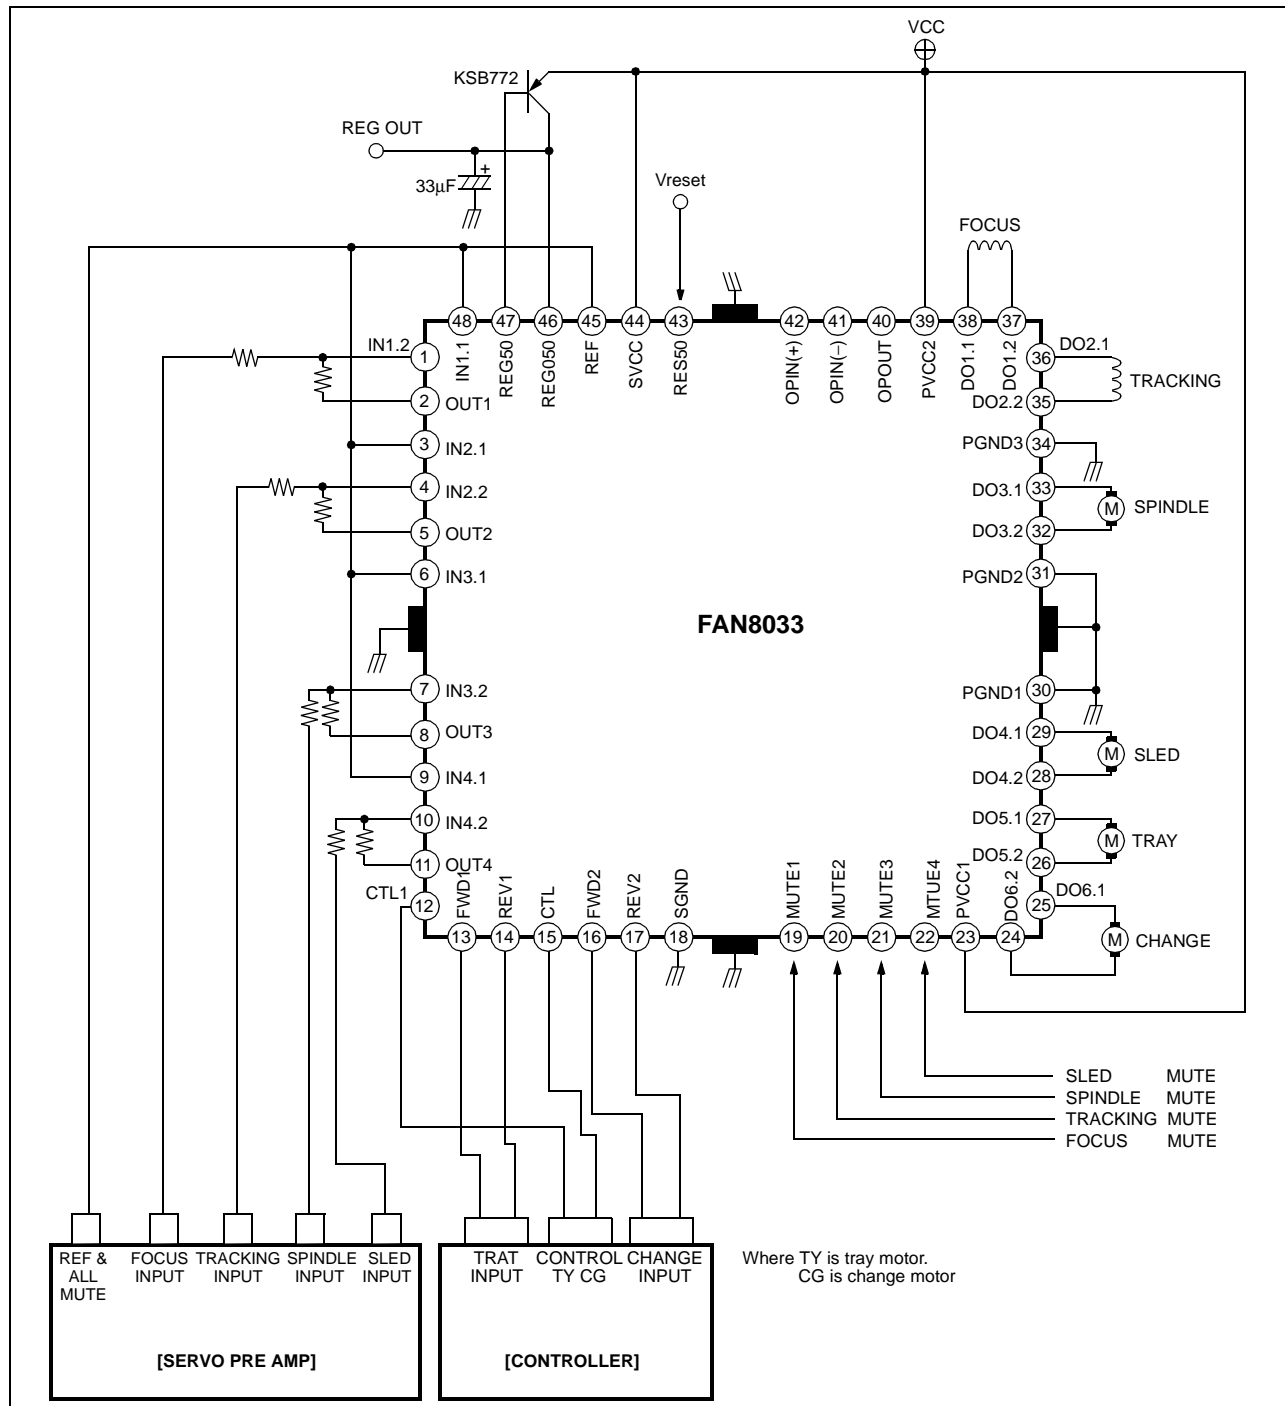 VCC
KSB772
REG OUT
33μF
+
Vreset
FOCUS
48 47 46 45 44 43 42 41 40 39 38 37
IN1.1
REG50
REG050
REF
SVCC
RES50
OPIN(+)
OPIN(−)
OPOUT
PVCC2
DO1.1
DO1.2
IN1.2
1
2 OUT1
3 IN2.1
4 IN2.2
5 OUT2
6 IN3.1
7 IN3.2
8 OUT3
9 IN4.1
10 IN4.2
11 OUT4
CTL1
12
FAN8033
36 DO2.1
TRACKING
DO2.2 35
PGND3 34
DO3.1 33
M SPINDLE
DO3.2 32
PGND2 31
PGND1 30
DO4.1 29
M SLED
DO4.2 28
DO5.1 27
M TRAY
DO5.2 26
DO6.1
25
M CHANGE
FWD1
REV1
CTL
FWD2
REV2
SGND
MUTE1
MUTE2
MUTE3
MTUE4
PVCC1
DO6.2
13 14 15 16 17 18 19 20 21 22 23 24
SLED MUTE
SPINDLE MUTE
TRACKING MUTE
FOCUS MUTE
REF &
ALL
MUTE
FOCUS
INPUT
TRACKING
INPUT
SPINDLE
INPUT
SLED
INPUT
[SERVO PRE AMP]
TRAT
INPUT
CONTROL
TY CG
CHANGE
INPUT
[CONTROLLER]
Where TY is tray motor.
CG is change motor